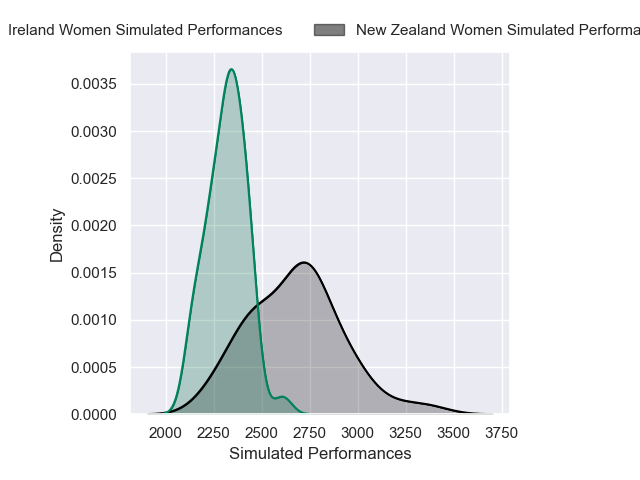 Ireland Women Simulated Performances
New Zealand Women Simulated Performa
0.0035
0.0030
0.0025
0.0020
0.0015
0.0010
0.0005
0.0000
Density
2000 2250 2500 2750 3000 3250 3500 3750
Simulated Performances